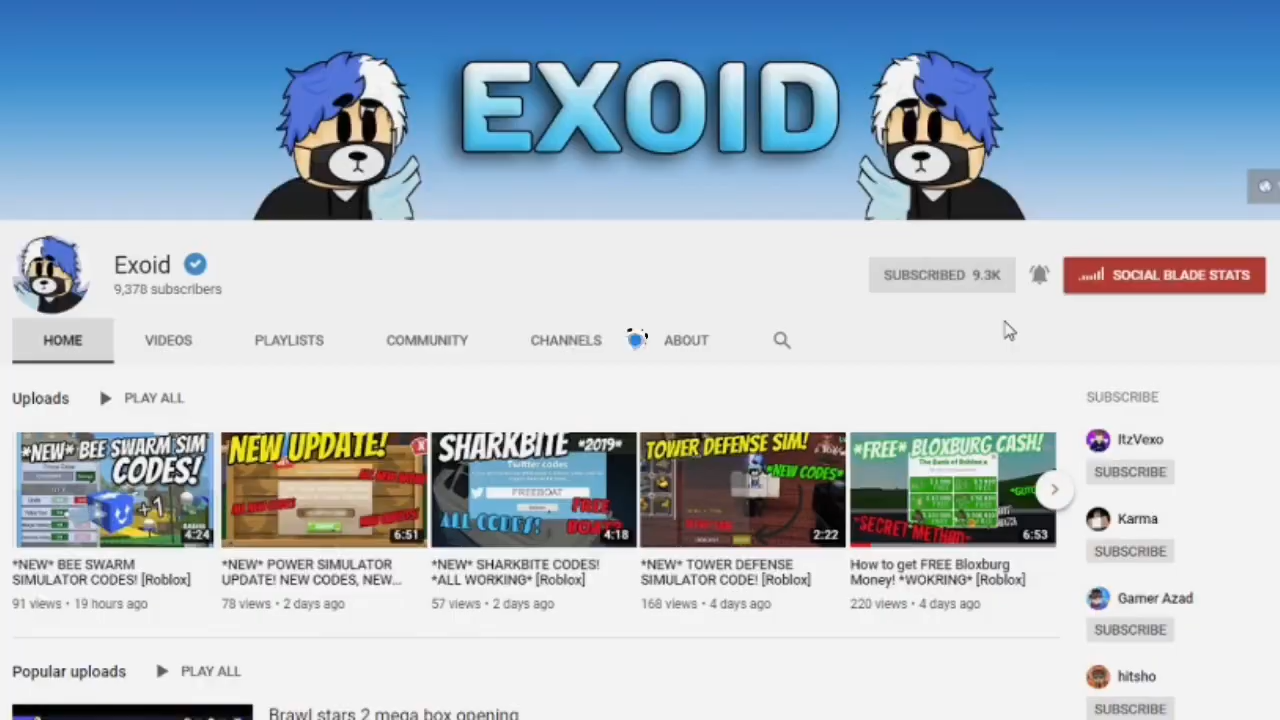 EXOID
Exoid
9,378 subscribers
SUBSCRIBED 9.3K
SOCIAL BLADE STATS
HOME
VIDEOS
PLAYLISTS
COMMUNITY
CHANNELS
ABOUT
Uploads
PLAY ALL
*NEW* BEE SWARM SIM
CODES!
+1
4:24
*NEW* BEE SWARM
SIMULATOR CODES! [Roblox]
91 views • 19 hours ago
NEW UPDATE!
6:51
*NEW* POWER SIMULATOR
UPDATE! NEW CODES, NEW...
78 views • 2 days ago
SHARKBITE *2019*
Twitter codes
FREEBOAT
FREE
ALL CODES!
4:18
*NEW* SHARKBITE CODES!
*ALL WORKING* [Roblox]
57 views • 2 days ago
TOWER DEFENSE SIM!
*NEW CODES*
2:22
*NEW* TOWER DEFENSE
SIMULATOR CODE! [Roblox]
168 views • 4 days ago
*FREE* BLOXBURG CASH!
*SECRET METHOD*
6:53
How to get FREE Bloxburg
Money! *WOKRING* [Roblox]
220 views • 4 days ago
SUBSCRIBE
ItzVexo
SUBSCRIBE
Karma
SUBSCRIBE
Gamer Azad
SUBSCRIBE
hitsho
SUBSCRIBE
Popular uploads
PLAY ALL
Brawl stars 2 mega box opening